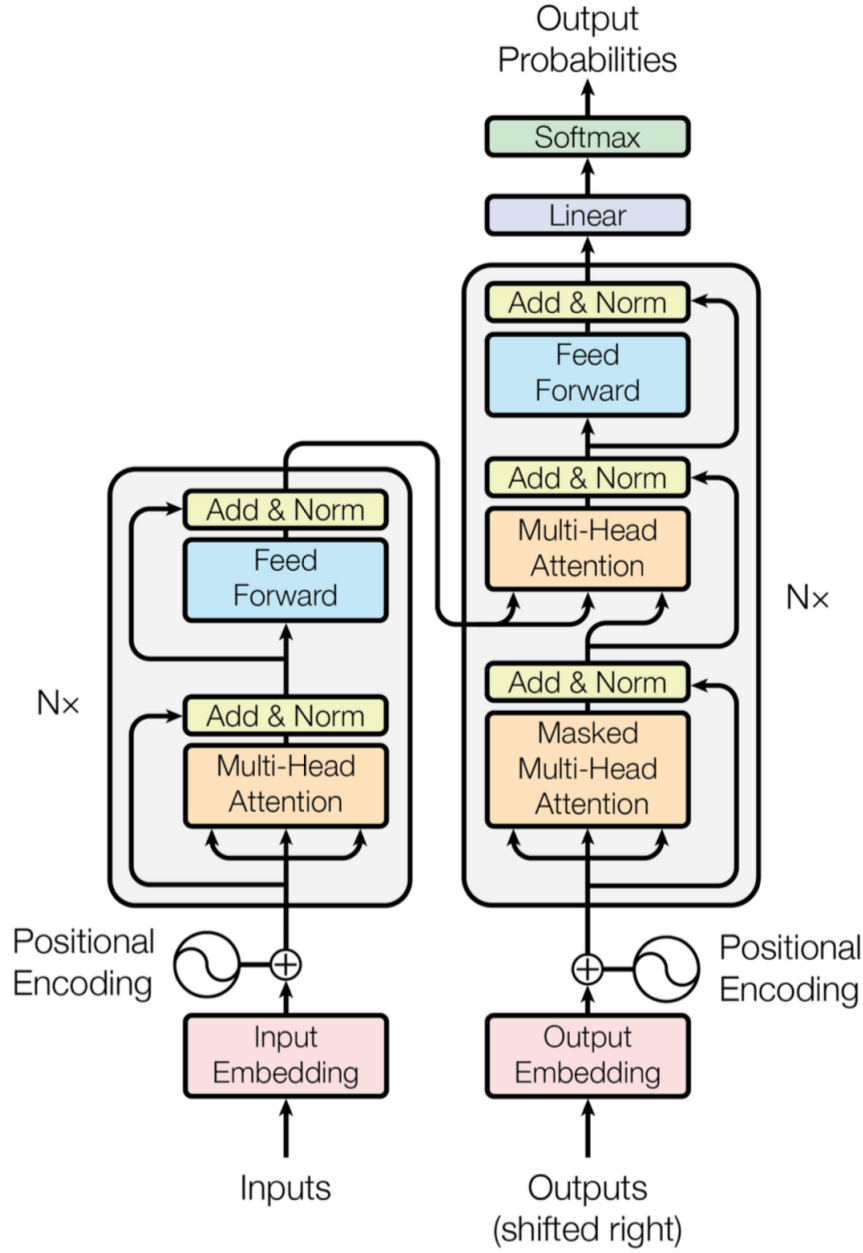 Output
Probabilities
Softmax
Linear
Add & Norm
Feed
Forward
Add & Norm
Multi-Head
Attention
Add & Norm
Masked
Multi-Head
Attention
Nx
Add & Norm
Feed
Forward
Add & Norm
Multi-Head
Attention
Nx
Positional
Encoding
Positional
Encoding
Input
Embedding
Output
Embedding
Inputs
Outputs
(shifted right)